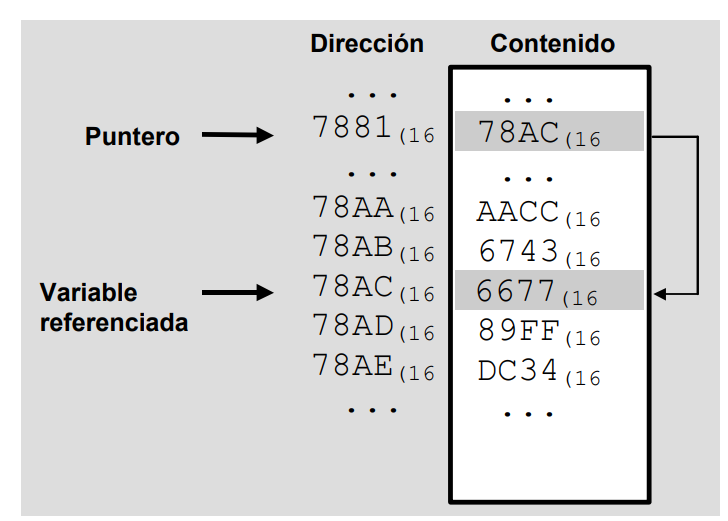 Dirección Contenido
... ...
Puntero 7881(16 78AC(16
... ...
78AA(16 AACC(16
78AB(16 6743(16
Variable 78AC(16 6677(16
referenciada 78AD(16 89FF(16
78AE(16 DC34(16
... ...